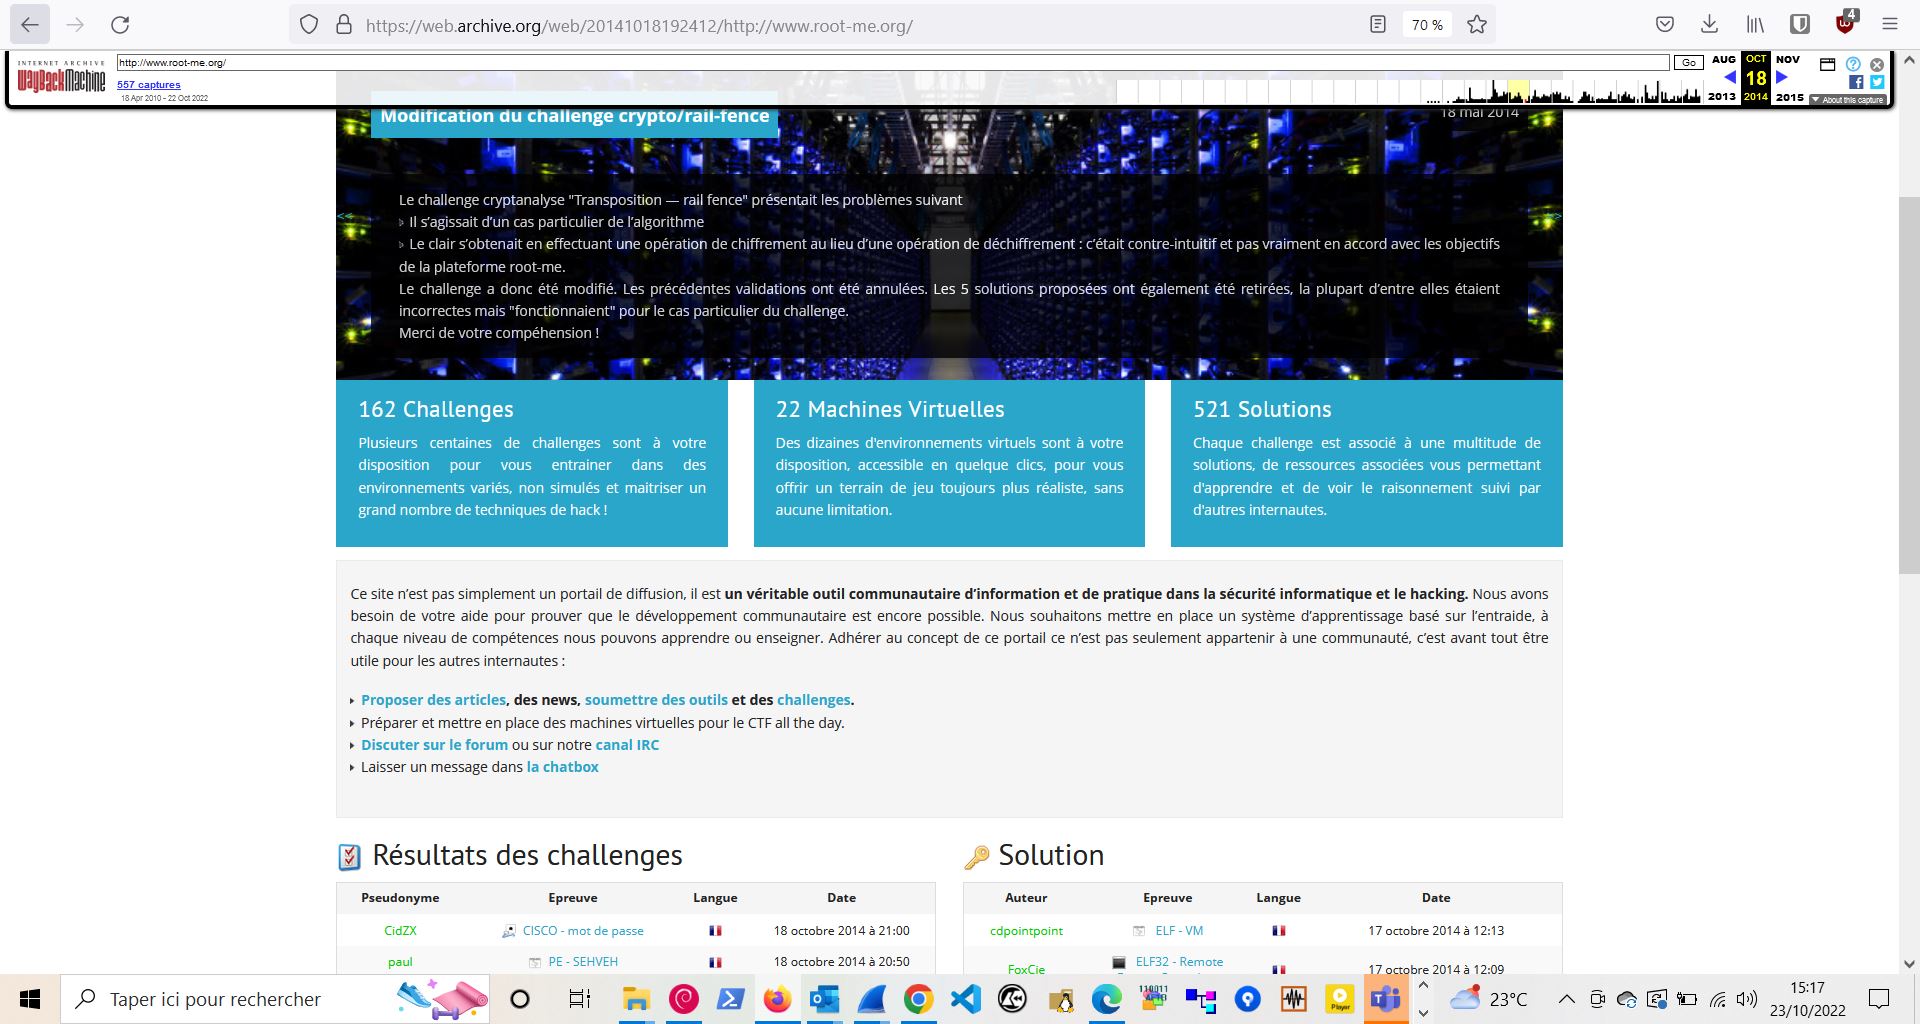 https://web.archive.org/web/20141018192412/http://www.root-me.org/
70 %
4
INTERNET ARCHIVE
WayBackMachine
http://www.root-me.org/
Go
557 captures
18 Apr 2010 - 22 Oct 2022
AUG OCT NOV
18
2013 2014 2015
About this capture
Modification du challenge crypto/rail-fence
18 mai 2014
Le challenge cryptanalyse "Transposition — rail fence" présentait les problèmes suivant
Il s’agissait d’un cas particulier de l’algorithme
Le clair s’obtenait en effectuant une opération de chiffrement au lieu d’une opération de déchiffrement : c’était contre-intuitif et pas vraiment en accord avec les objectifs
de la plateforme root-me.
Le challenge a donc été modifié. Les précédentes validations ont été annulées. Les 5 solutions proposées ont également été retirées, la plupart d’entre elles étaient
incorrectes mais "fonctionnaient" pour le cas particulier du challenge.
Merci de votre compéhension !
<<
>>
162 Challenges
Plusieurs centaines de challenges sont à votre
disposition pour vous entrainer dans des
environnements variés, non simulés et maitriser un
grand nombre de techniques de hack !
22 Machines Virtuelles
Des dizaines d'environnements virtuels sont à votre
disposition, accessible en quelque clics, pour vous
offrir un terrain de jeu toujours plus réaliste, sans
aucune limitation.
521 Solutions
Chaque challenge est associé à une multitude de
solutions, de ressources associées vous permettant
d'apprendre et de voir le raisonnement suivi par
d'autres internautes.
Ce site n’est pas simplement un portail de diffusion, il est un véritable outil communautaire d’information et de pratique dans la sécurité informatique et le hacking. Nous avons
besoin de votre aide pour prouver que le développement communautaire est encore possible. Nous souhaitons mettre en place un système d’apprentissage basé sur l’entraide, à
chaque niveau de compétences nous pouvons apprendre ou enseigner. Adhérer au concept de ce portail ce n’est pas seulement appartenir à une communauté, c’est avant tout être
utile pour les autres internautes :
Proposer des articles, des news, soumettre des outils et des challenges.
Préparer et mettre en place des machines virtuelles pour le CTF all the day.
Discuter sur le forum ou sur notre canal IRC
Laisser un message dans la chatbox
Résultats des challenges
Pseudonyme Epreuve Langue Date
CidZX CISCO - mot de passe 18 octobre 2014 à 21:00
paul PE - SEHVEH 18 octobre 2014 à 20:50
Solution
Auteur Epreuve Langue Date
cdpointpoint ELF - VM 17 octobre 2014 à 12:13
FoxCie ELF32 - Remote 17 octobre 2014 à 12:09
Taper ici pour rechercher
110011
Player
23°C
15:17
23/10/2022